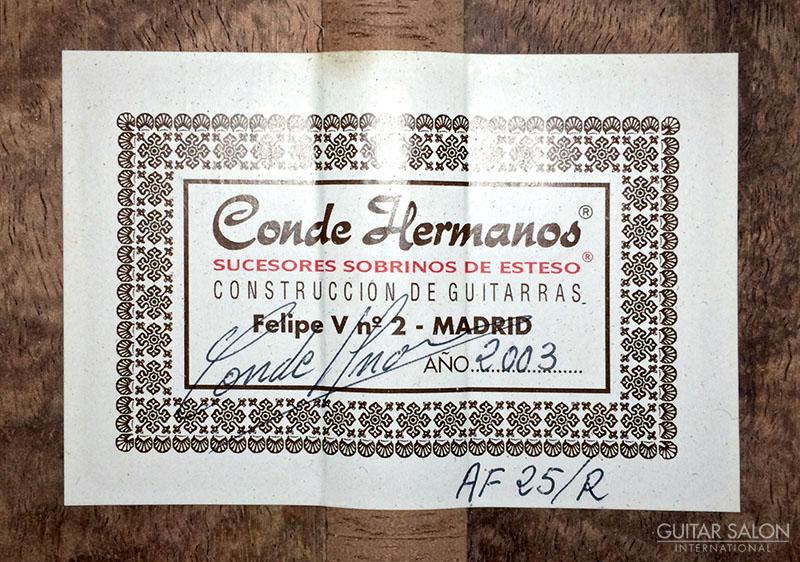 Conde Hermanos®
SUCESORES SOBRINOS DE ESTESO®
CONSTRUCCION DE GUITARRAS
Felipe V nº 2 - MADRID
Conde Hnos
AÑO..2003..........
AF 25/R
GUITAR SALON
INTERNATIONAL